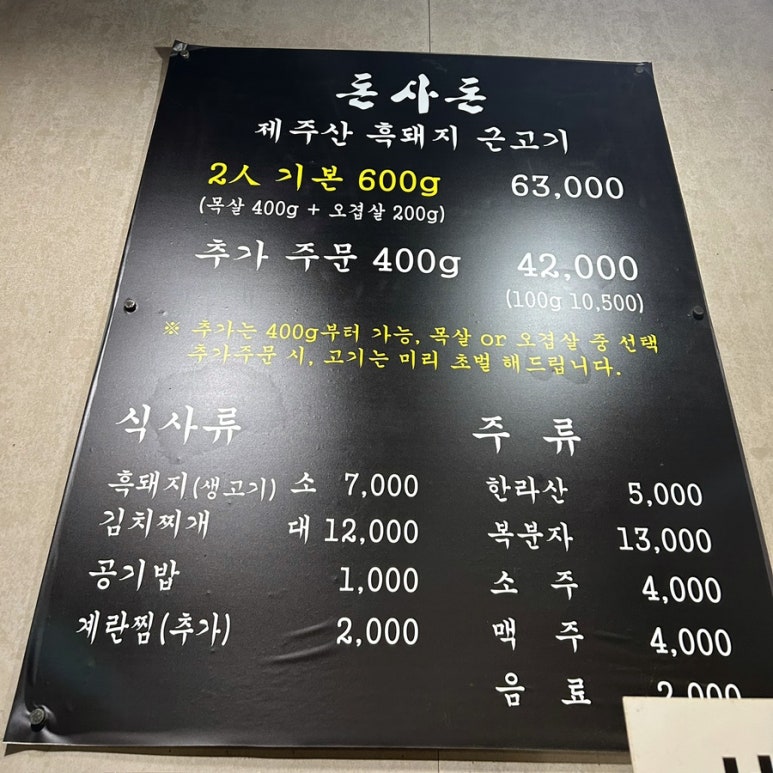 돈사돈
제주산 흑돼지 근고기
2人 기본 600g 63,000
(목살 400g + 오겹살 200g)
추가 주문 400g 42,000
(100g 10,500)
※ 추가는 400g부터 가능, 목살 or 오겹살 중 선택
추가주문 시, 고기는 미리 초벌 해드립니다.
식사류
흑돼지(생고기) 소 7,000
김치찌개 대 12,000
공기밥 1,000
계란찜(추가) 2,000
주 류
한라산 5,000
복분자 13,000
소 주 4,000
맥 주 4,000
음 료 2,000